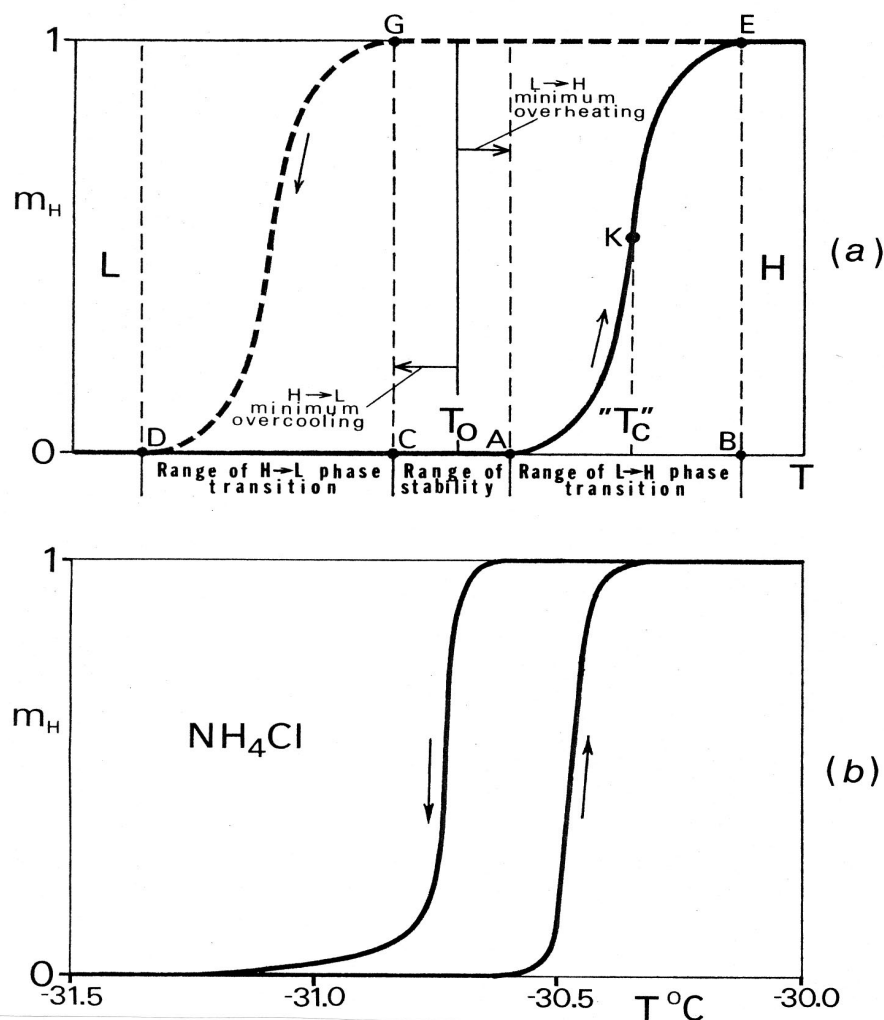 G E
1
L→H
minimum
overheating
m_H
L
K
H
(a)
H→L
minimum
overcooling
T_O
"T_C"
0
D C A B
Range of H→L phase
transition
Range of
stability
Range of L→H phase
transition
T
1
m_H
NH₄Cl
(b)
0
-31.5 -31.0 -30.5 -30.0
T °C